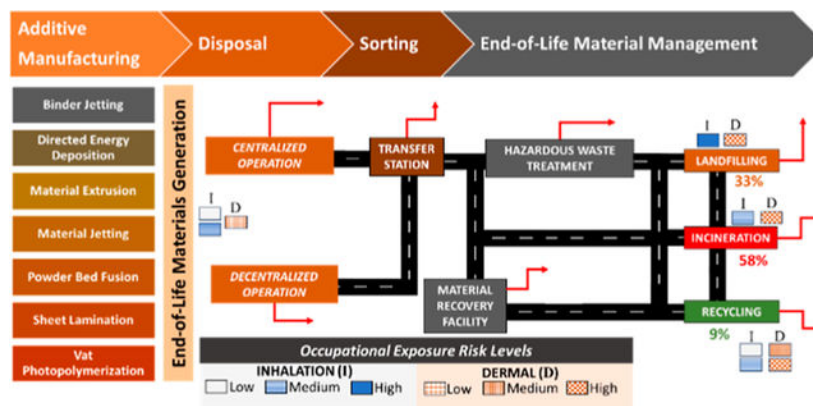 Additive
Manufacturing
Disposal
Sorting
End-of-Life Material Management
Binder Jetting
Directed Energy
Deposition
Material Extrusion
Material Jetting
Powder Bed Fusion
Sheet Lamination
Vat
Photopolymerization
End-of-Life Materials Generation
CENTRALIZED
OPERATION
TRANSFER
STATION
HAZARDOUS WASTE
TREATMENT
I D
LANDFILLING
33%
I D
I D
INCINERATION
58%
DECENTRALIZED
OPERATION
MATERIAL
RECOVERY
FACILITY
RECYCLING
9%
I D
Occupational Exposure Risk Levels
INHALATION (I)
Low Medium High
DERMAL (D)
Low Medium High